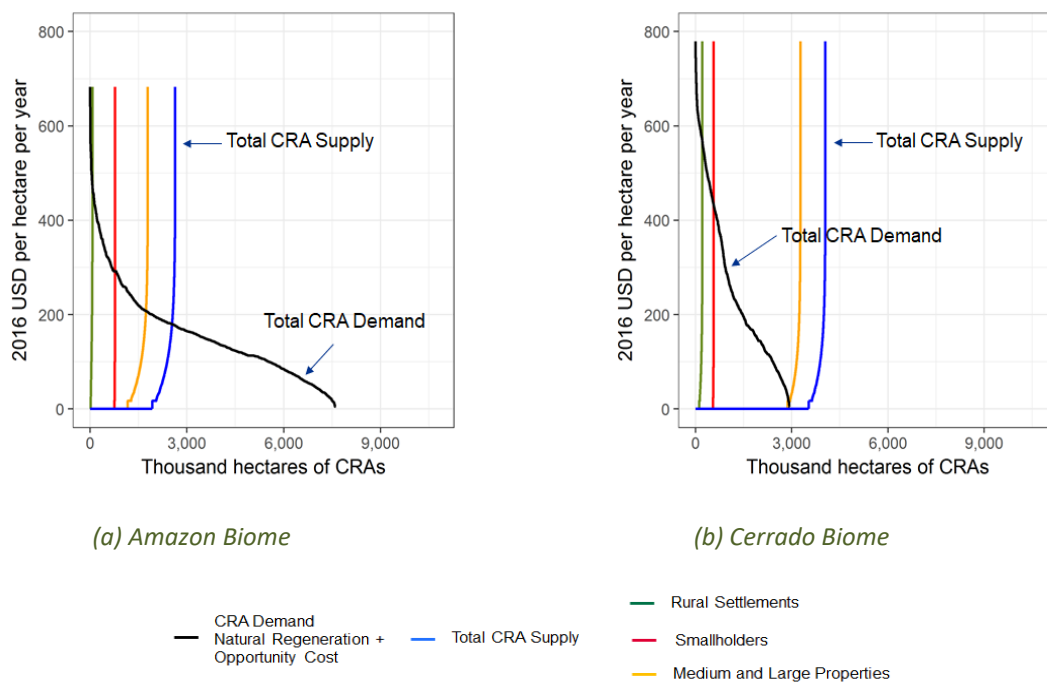 800
600
400
200
0
2016 USD per hectare per year
Total CRA Supply
Total CRA Demand
0 3,000 6,000 9,000
Thousand hectares of CRAs
(a) Amazon Biome
800
600
400
200
0
2016 USD per hectare per year
Total CRA Supply
Total CRA Demand
0 3,000 6,000 9,000
Thousand hectares of CRAs
(b) Cerrado Biome
CRA Demand
Natural Regeneration +
Opportunity Cost
Total CRA Supply
Rural Settlements
Smallholders
Medium and Large Properties